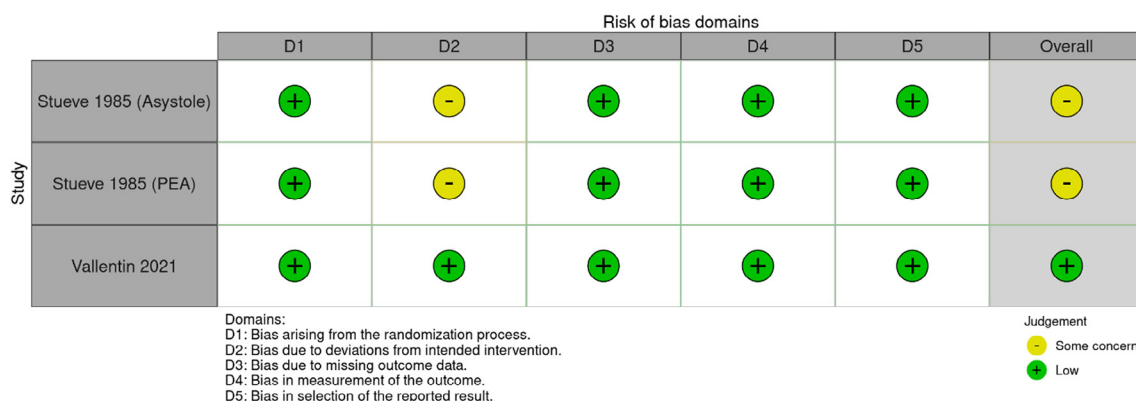 Risk of bias domains
D1 D2 D3 D4 D5 Overall
Study
Stueve 1985 (Asystole) + - + + + -
Stueve 1985 (PEA) + - + + + -
Vallentin 2021 + + + + + +
Domains:
D1: Bias arising from the randomization process.
D2: Bias due to deviations from intended intervention.
D3: Bias due to missing outcome data.
D4: Bias in measurement of the outcome.
D5: Bias in selection of the reported result.
Judgement
- Some concern
+ Low